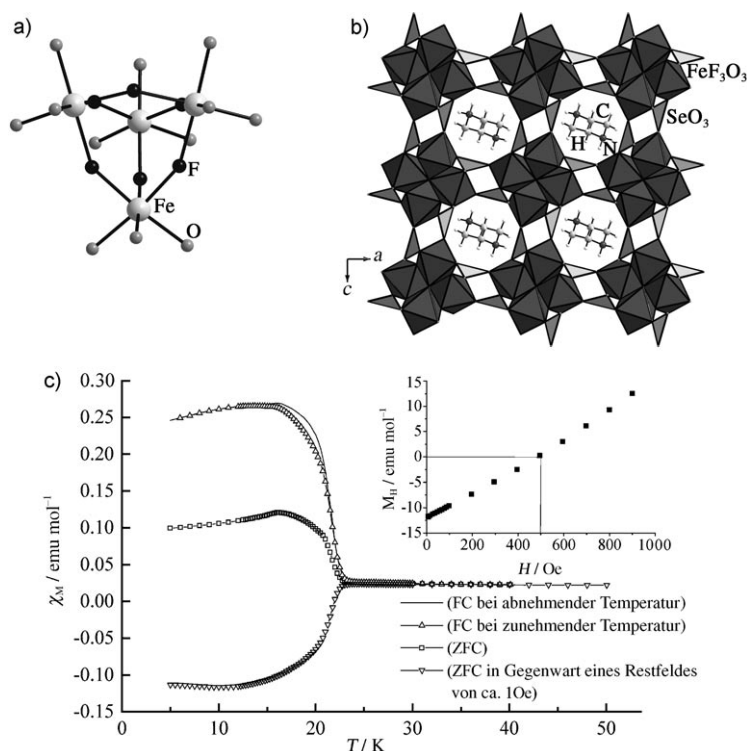 a)
F
Fe
O
b)
FeF₃O₃
SeO₃
C
H
N
a
c
c)
χ_M / emu mol⁻¹
0.30
0.25
0.20
0.15
0.10
0.05
0.00
-0.05
-0.10
-0.15
0 10 20 30 40 50
T / K
M_H / emu mol⁻¹
15
10
5
0
-5
-10
-15
0 200 400 600 800 1000
H / Oe
(FC bei abnehmender Temperatur)
(FC bei zunehmender Temperatur)
(ZFC)
(ZFC in Gegenwart eines Restfeldes
von ca. 1Oe)